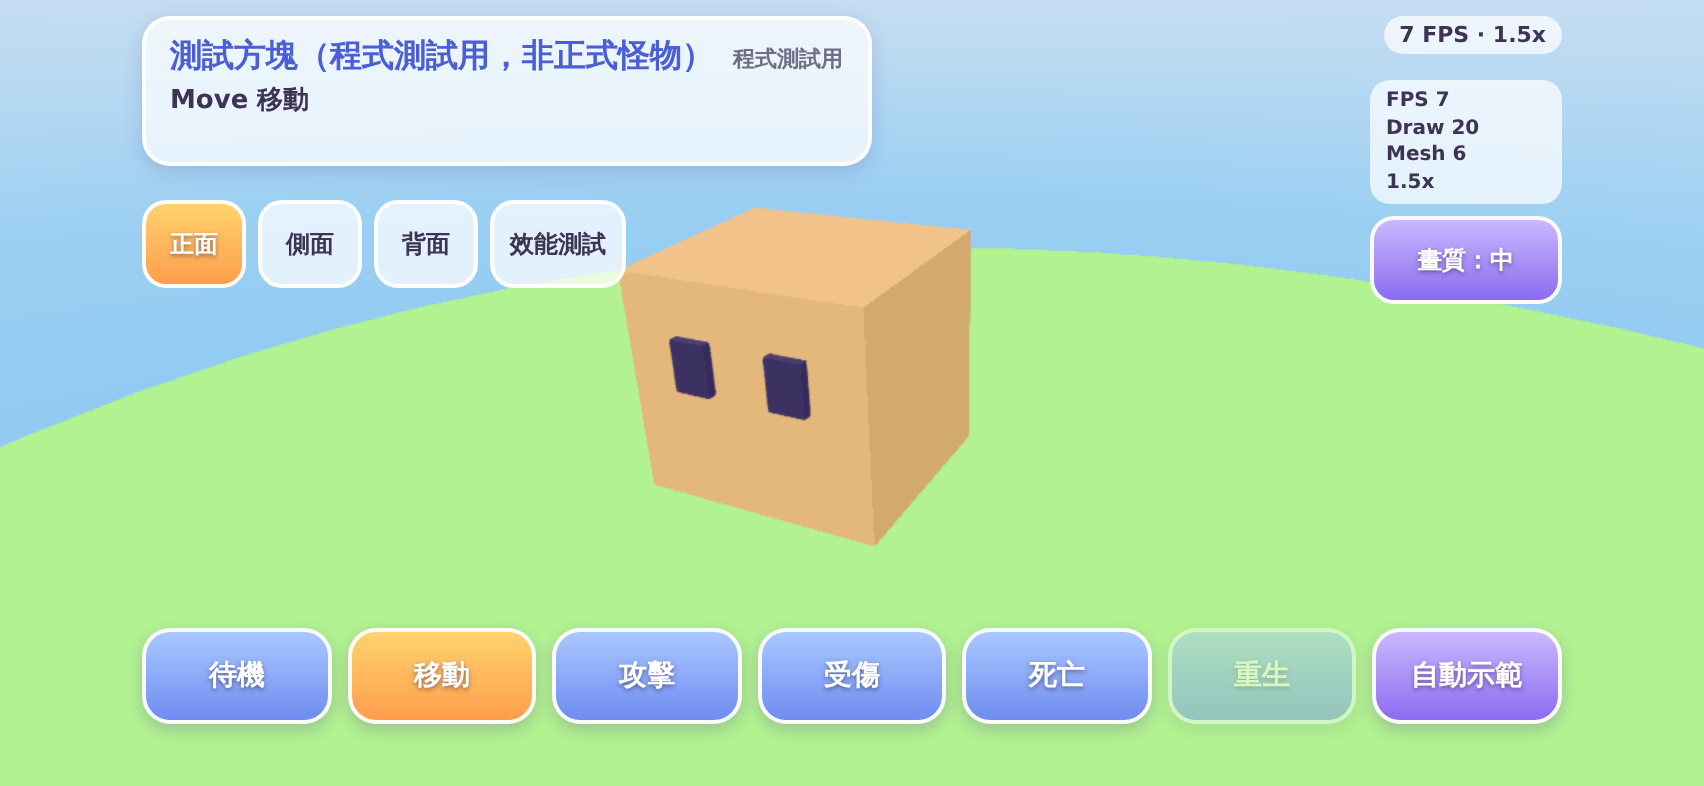 測試方塊（程式測試用，非正式怪物） 程式測試用
Move 移動
7 FPS · 1.5x
FPS 7
Draw 20
Mesh 6
1.5x
畫質：中
正面 側面 背面 效能測試
待機 移動 攻擊 受傷 死亡 重生 自動示範